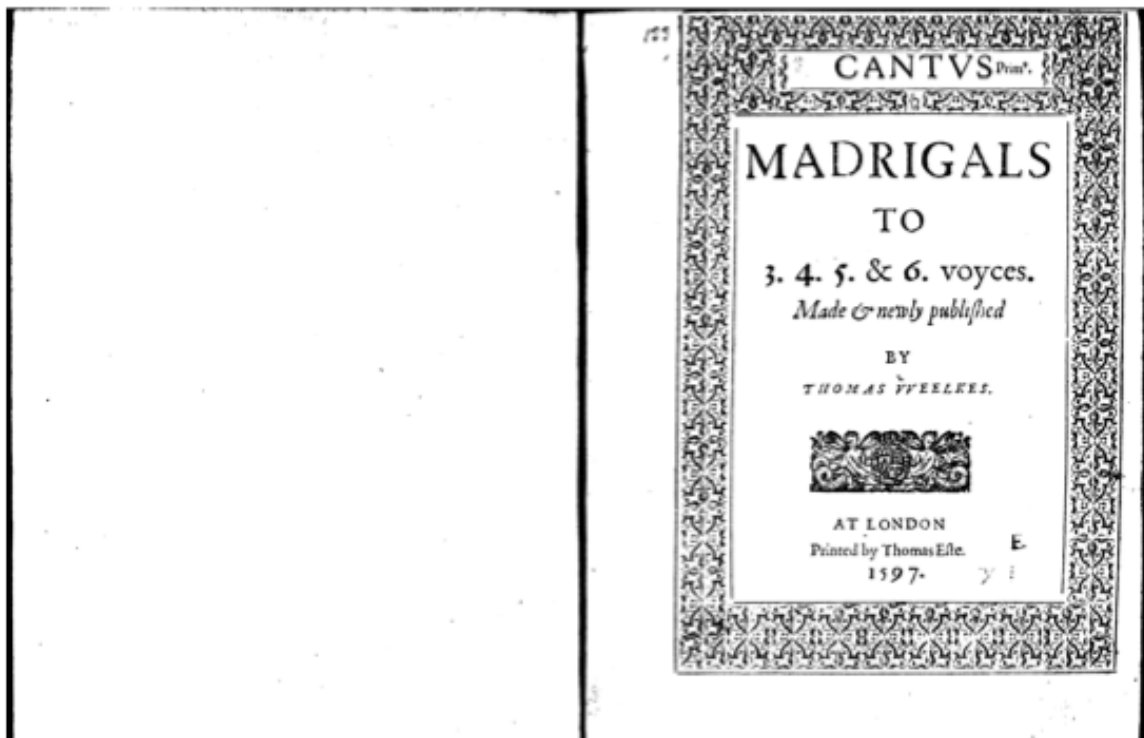 CANTVS Prim⁹.
MADRIGALS
TO
3. 4. 5. & 6. voyces.
Made & newly publiſhed
BY
THOMAS VVEELKES.
AT LONDON
Printed by Thomas Eſte.
1597.
E.